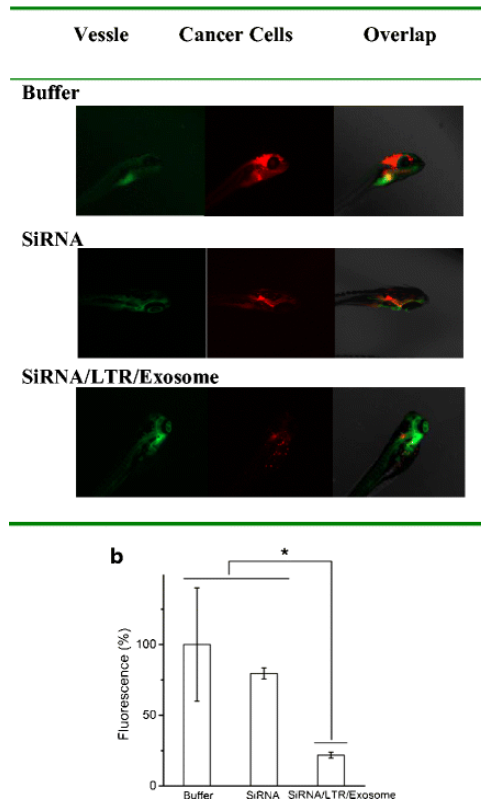 Vessle Cancer Cells Overlap
Buffer
SiRNA
SiRNA/LTR/Exosome
b
*
Fluorescence (%)
100
50
0
Buffer SiRNA SiRNA/LTR/Exosome